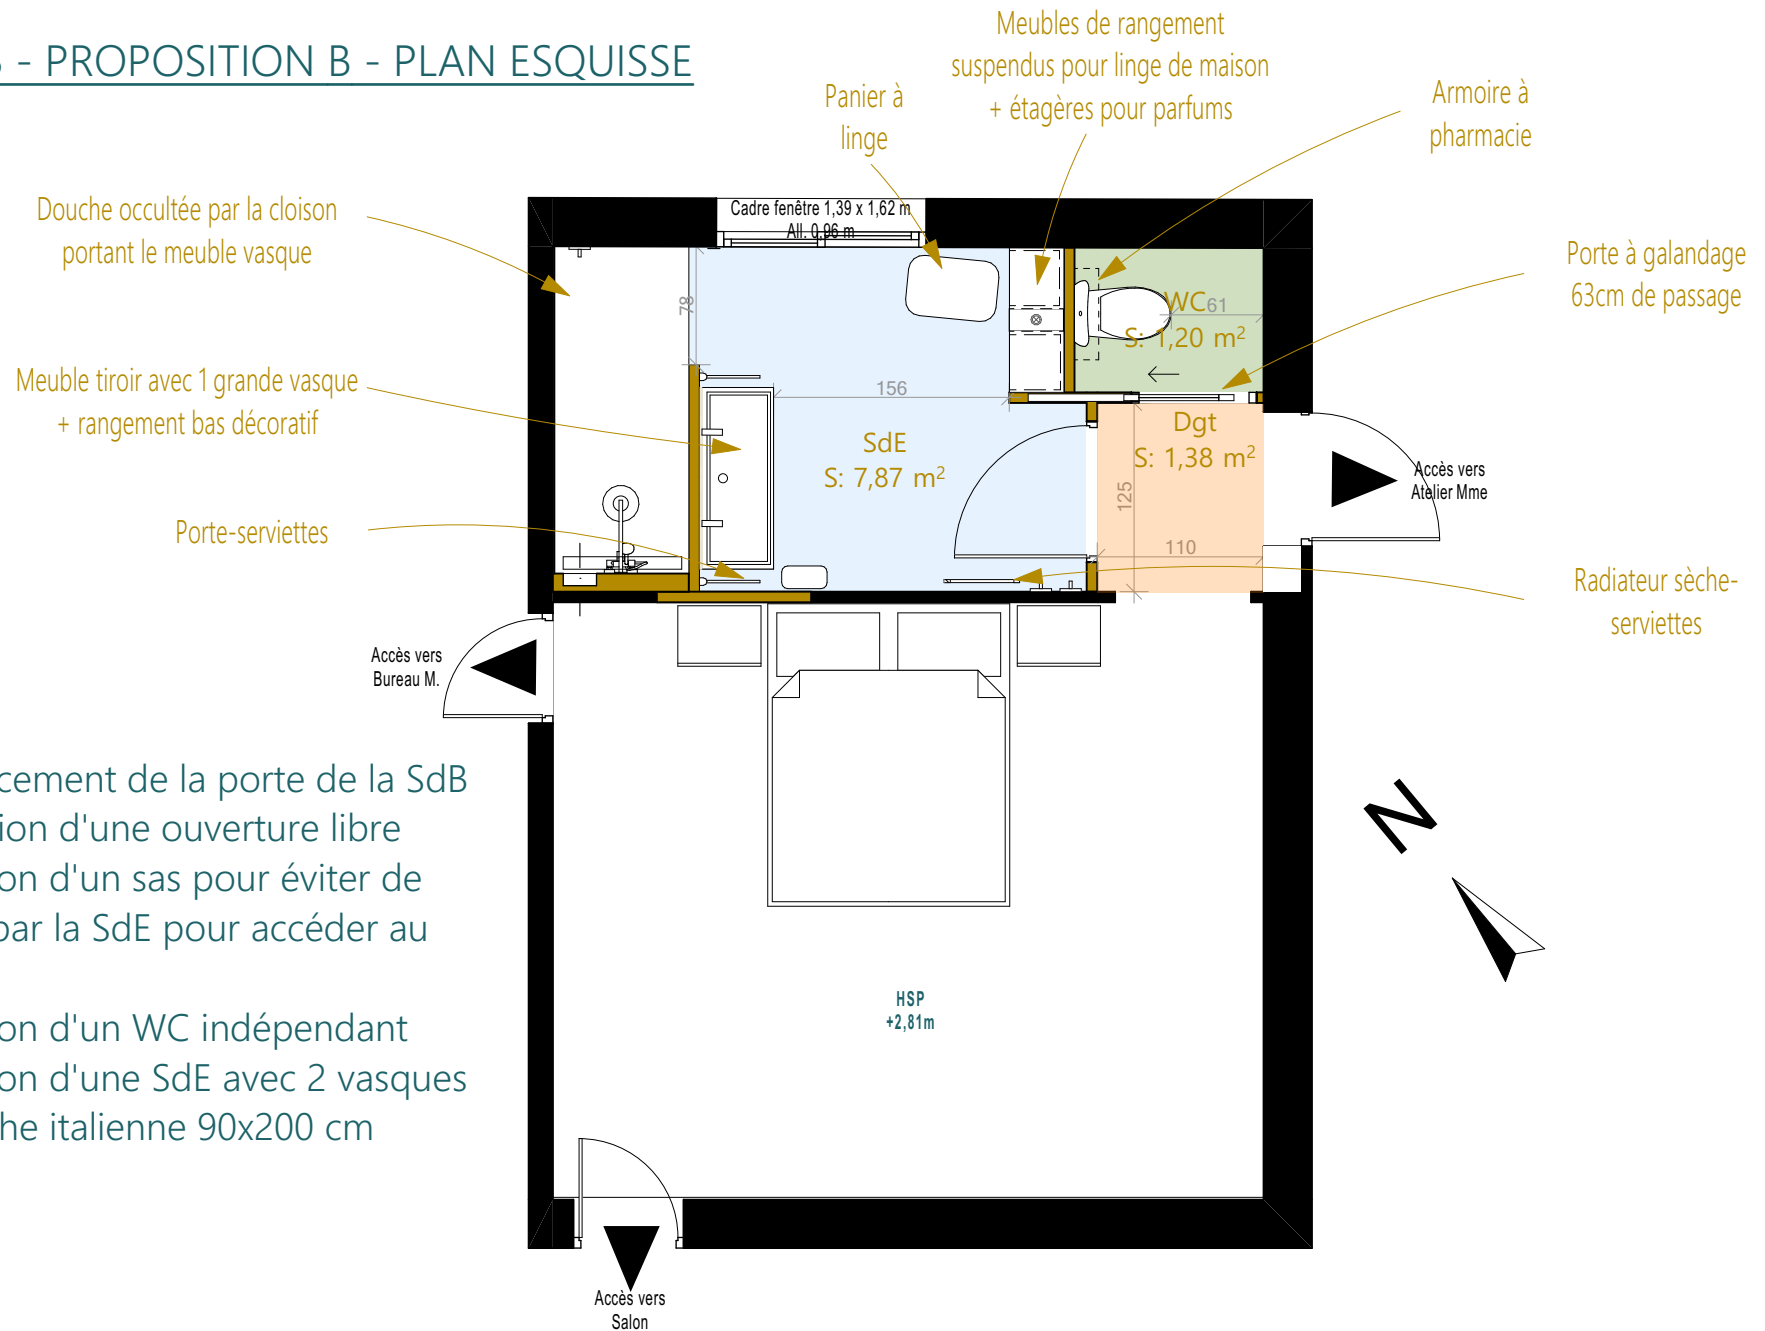 - PROPOSITION B - PLAN ESQUISSE
Meubles de rangement
suspendus pour linge de maison
+ étagères pour parfums
Panier à
linge
Armoire à
pharmacie
Douche occultée par la cloison
portant le meuble vasque
Cadre fenêtre 1,39 x 1,62 m
All. 0,96 m
Porte à galandage
63cm de passage
78
WC
61
S: 1,20 m²
Meuble tiroir avec 1 grande vasque
+ rangement bas décoratif
156
SdE
S: 7,87 m²
Dgt
S: 1,38 m²
125
110
Accès vers
Atelier Mme
Porte-serviettes
Radiateur sèche-
serviettes
Accès vers
Bureau M.
cement de la porte de la SdB
ion d'une ouverture libre
on d'un sas pour éviter de
par la SdE pour accéder au
on d'un WC indépendant
on d'une SdE avec 2 vasques
he italienne 90x200 cm
N
HSP
+2,81m
Accès vers
Salon